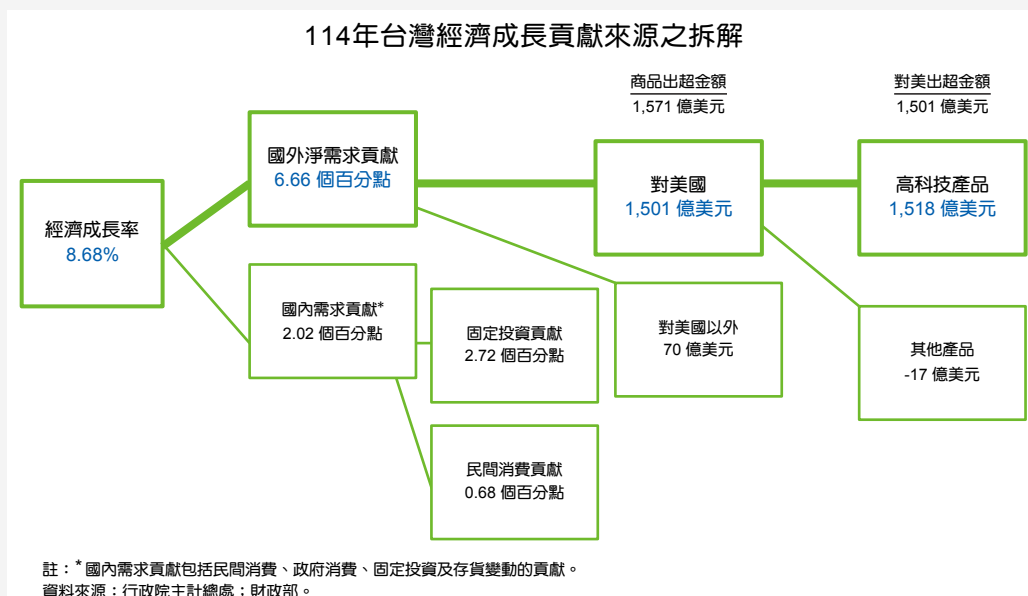 114年台灣經濟成長貢獻來源之拆解
商品出超金額
1,571 億美元
對美出超金額
1,501 億美元
經濟成長率
8.68%
國外淨需求貢獻
6.66 個百分點
對美國
1,501 億美元
高科技產品
1,518 億美元
國內需求貢獻*
2.02 個百分點
固定投資貢獻
2.72 個百分點
對美國以外
70 億美元
其他產品
-17 億美元
民間消費貢獻
0.68 個百分點
註：* 國內需求貢獻包括民間消費、政府消費、固定投資及存貨變動的貢獻。
資料來源：行政院主計總處；財政部。